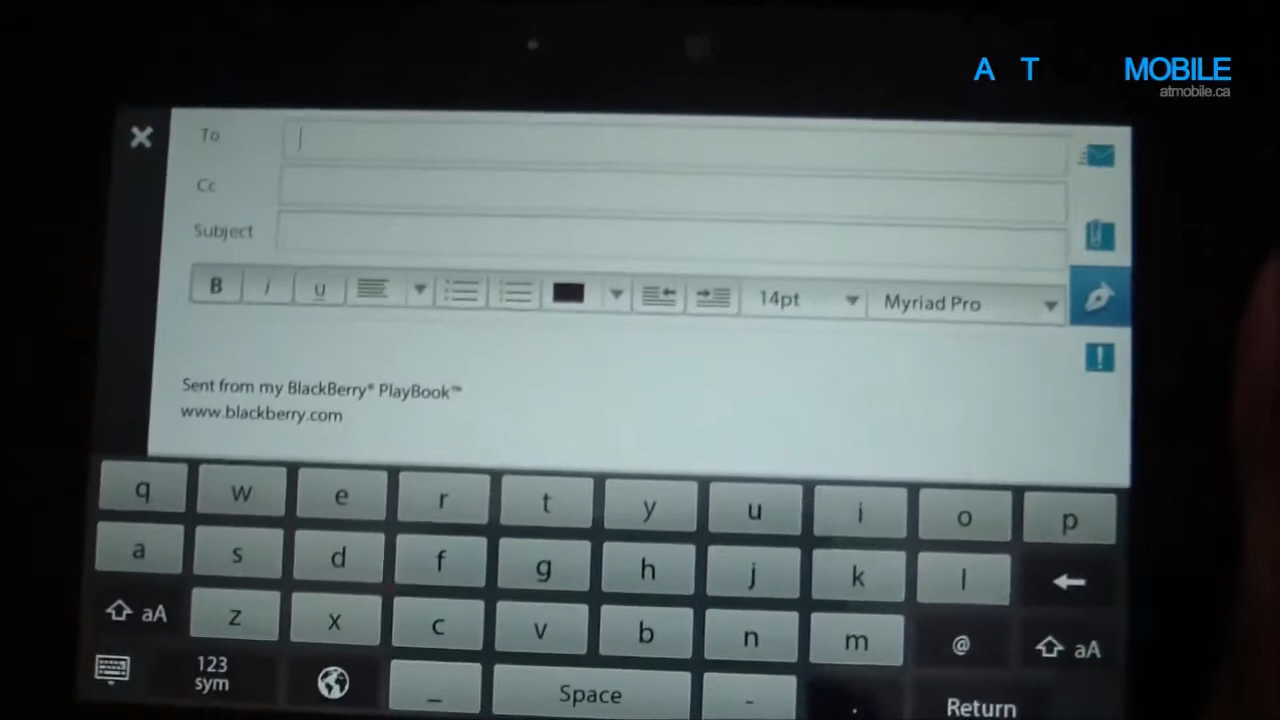 A T MOBILE
atmobile.ca
To
Cc
Subject
B i u 14pt Myriad Pro
Sent from my BlackBerry® PlayBook™
www.blackberry.com
q w e r t y u i o p
a s d f g h j k l
aA z x c v b n m @ aA
123
sym
_ Space - . Return